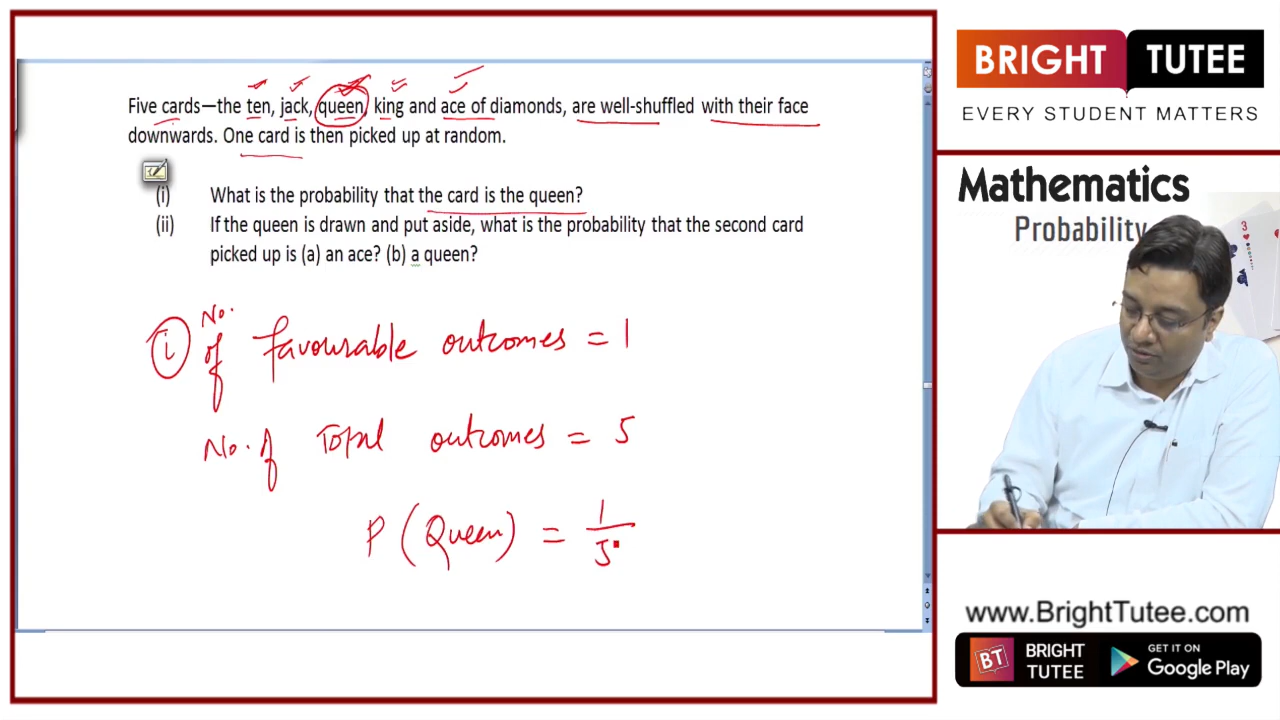 Five cards—the ten, jack, queen, king and ace of diamonds, are well-shuffled with their face
downwards. One card is then picked up at random.
(i) What is the probability that the card is the queen?
(ii) If the queen is drawn and put aside, what is the probability that the second card
picked up is (a) an ace? (b) a queen?
(i) No. of favourable outcomes = 1
No. of Total outcomes = 5
P (Queen) = 1/5
BRIGHT TUTEE
EVERY STUDENT MATTERS
Mathematics
Probability
3
www.BrightTutee.com
BT
BRIGHT
TUTEE
GET IT ON
Google Play